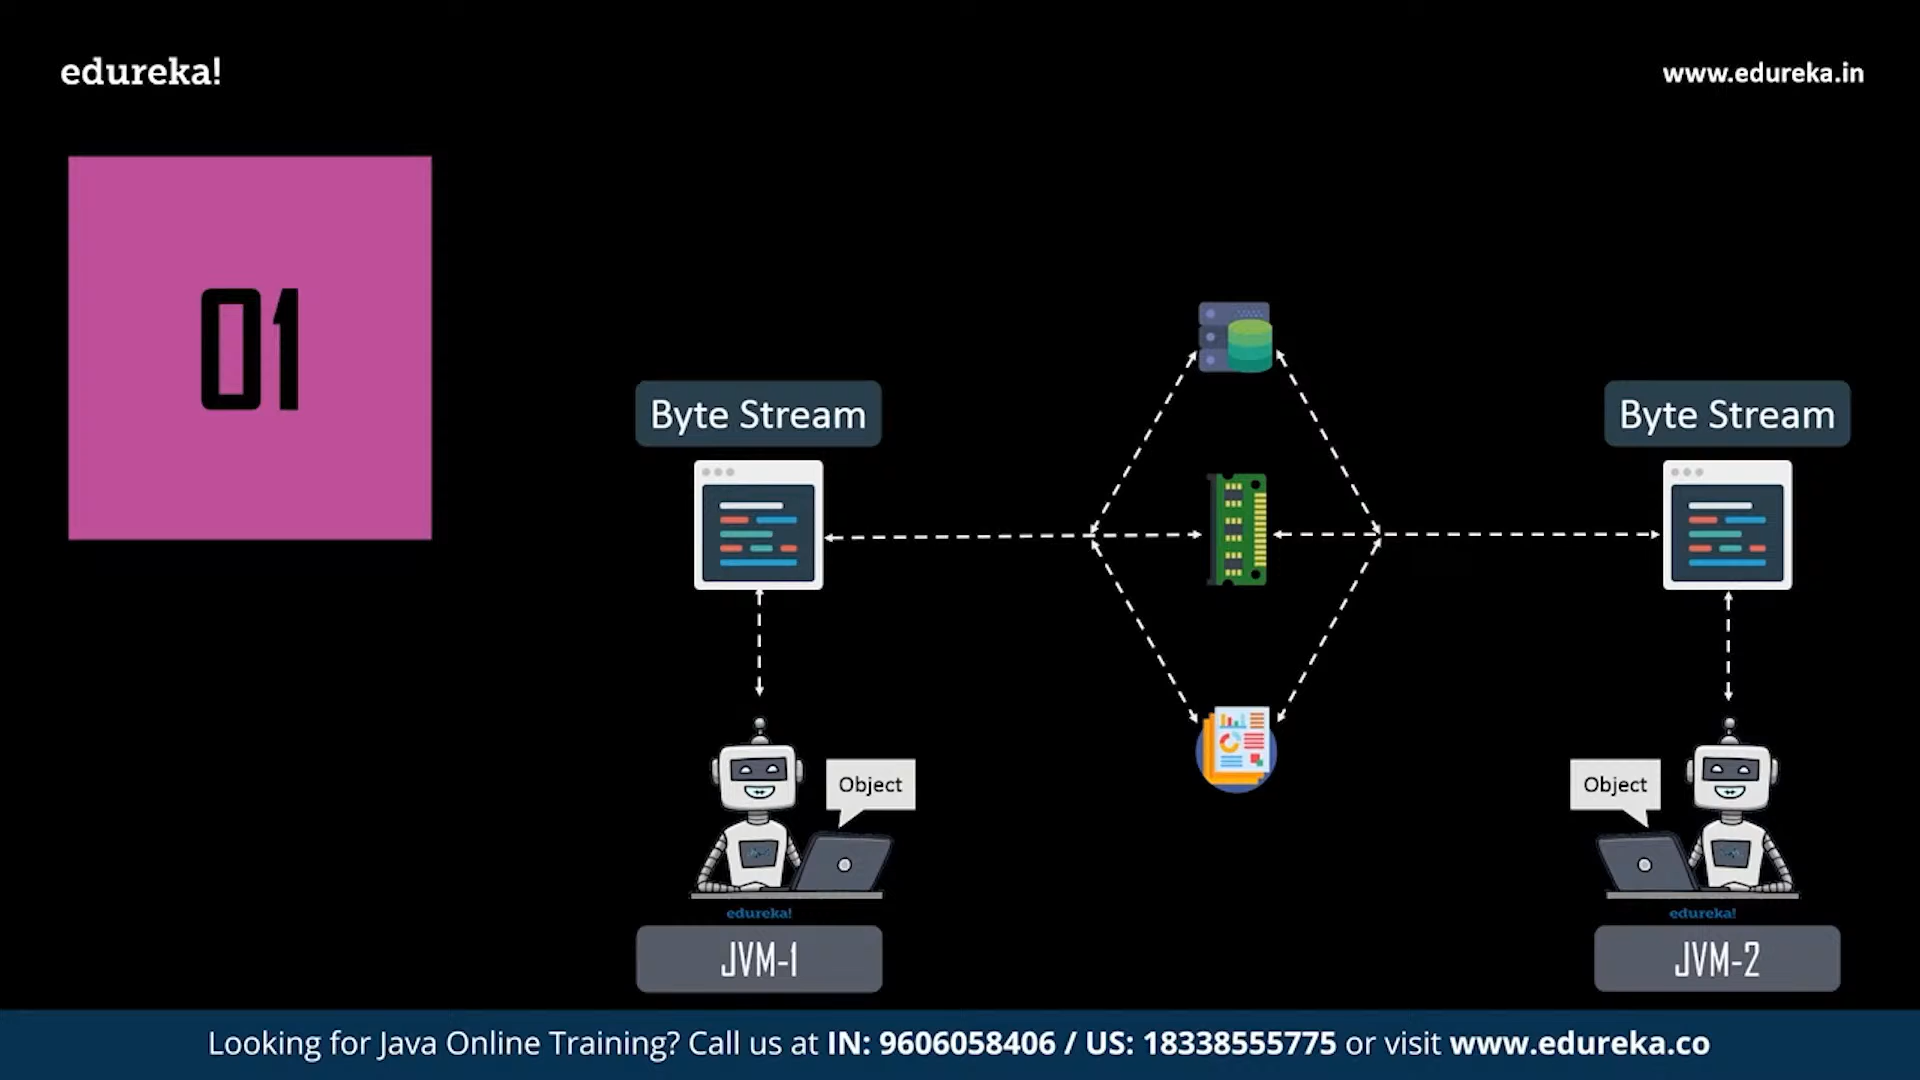 edureka!
www.edureka.in
01
Byte Stream
Byte Stream
Object
Object
edureka!
edureka!
JVM-1
JVM-2
Looking for Java Online Training? Call us at IN: 9606058406 / US: 18338555775 or visit www.edureka.co